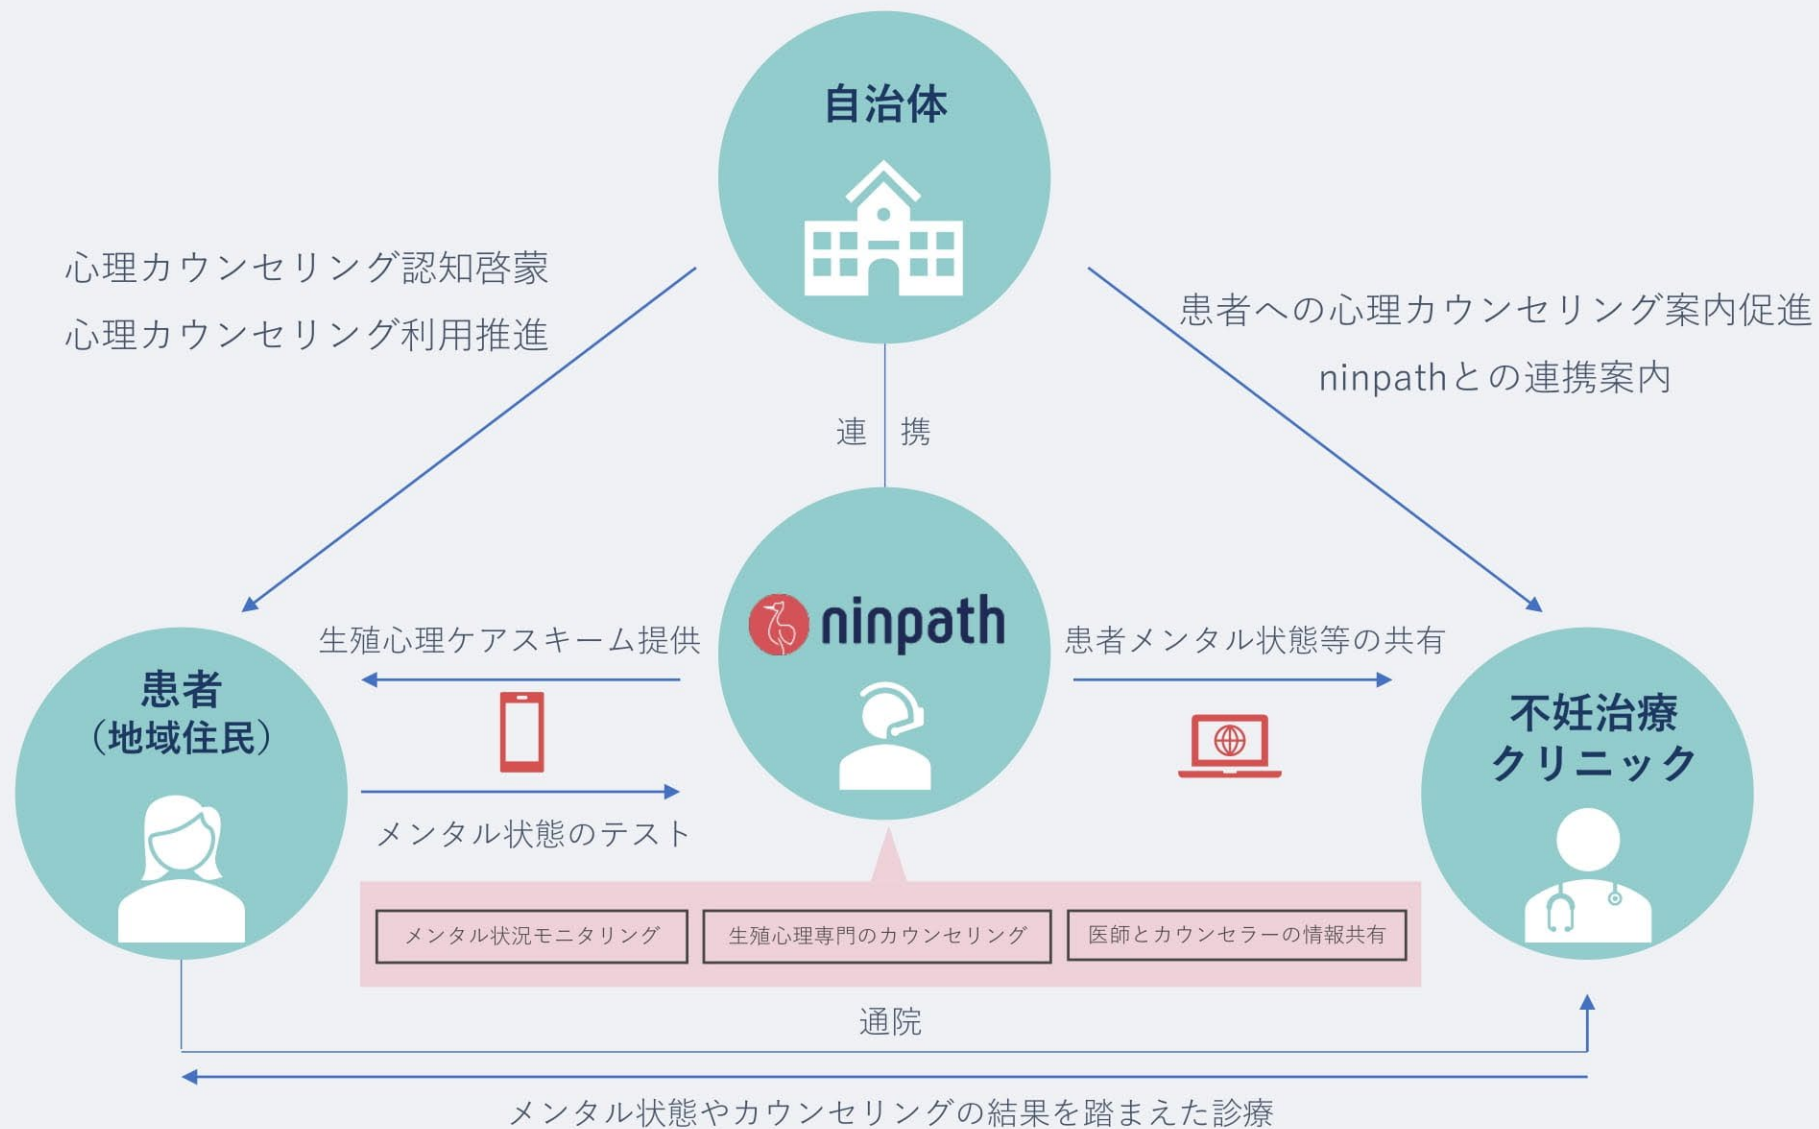 自治体
心理カウンセリング認知啓蒙
心理カウンセリング利用推進
患者への心理カウンセリング案内促進
ninpathとの連携案内
連携
ninpath
生殖心理ケアスキーム提供
患者メンタル状態等の共有
患者
（地域住民）
メンタル状態のテスト
不妊治療
クリニック
メンタル状況モニタリング
生殖心理専門のカウンセリング
医師とカウンセラーの情報共有
通院
メンタル状態やカウンセリングの結果を踏まえた診療